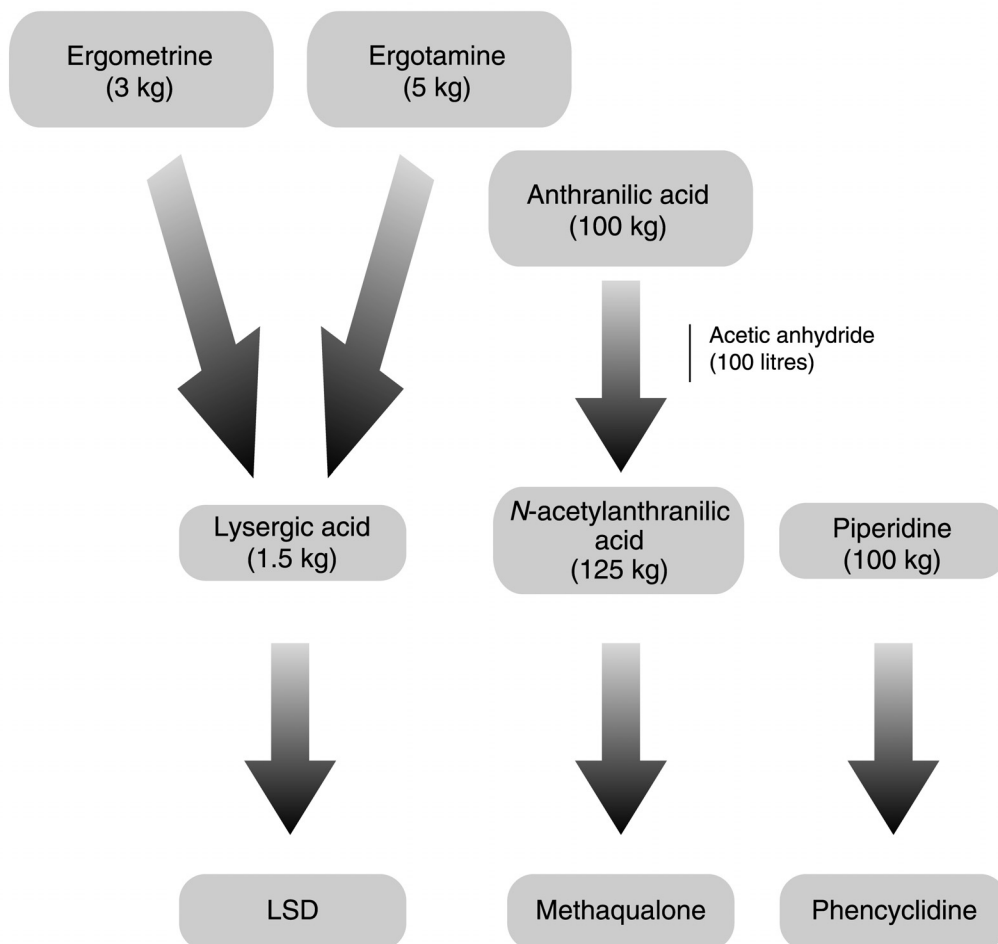 Ergometrine
(3 kg)
Ergotamine
(5 kg)
Anthranilic acid
(100 kg)
Acetic anhydride
(100 litres)
Lysergic acid
(1.5 kg)
N-acetylanthranilic
acid
(125 kg)
Piperidine
(100 kg)
LSD
Methaqualone
Phencyclidine